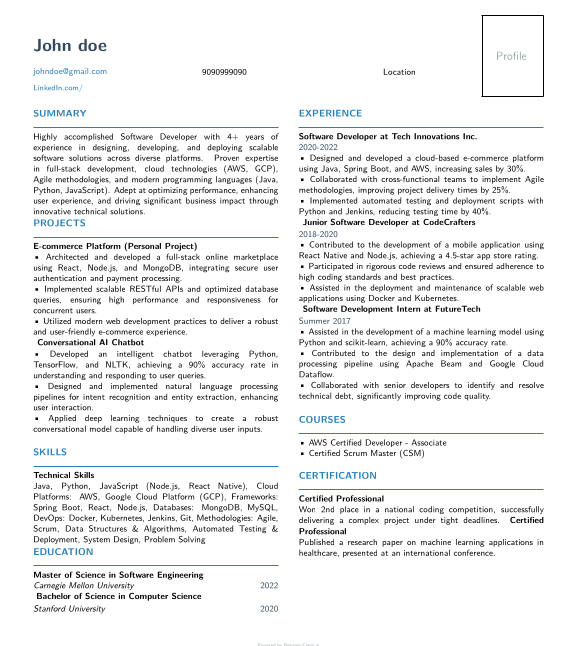 John doe
johndoe@gmail.com 9090999090 Location
LinkedIn.com/
Profile
SUMMARY
Highly accomplished Software Developer with 4+ years of
experience in designing, developing, and deploying scalable
software solutions across diverse platforms. Proven expertise
in full-stack development, cloud technologies (AWS, GCP),
Agile methodologies, and modern programming languages (Java,
Python, JavaScript). Adept at optimizing performance, enhancing
user experience, and driving significant business impact through
innovative technical solutions.
PROJECTS
E-commerce Platform (Personal Project)
▪ Architected and developed a full-stack online marketplace
using React, Node.js, and MongoDB, integrating secure user
authentication and payment processing.
▪ Implemented scalable RESTful APIs and optimized database
queries, ensuring high performance and responsiveness for
concurrent users.
▪ Utilized modern web development practices to deliver a robust
and user-friendly e-commerce experience.
Conversational AI Chatbot
▪ Developed an intelligent chatbot leveraging Python,
TensorFlow, and NLTK, achieving a 90% accuracy rate in
understanding and responding to user queries.
▪ Designed and implemented natural language processing
pipelines for intent recognition and entity extraction, enhancing
user interaction.
▪ Applied deep learning techniques to create a robust
conversational model capable of handling diverse user inputs.
SKILLS
Technical Skills
Java, Python, JavaScript (Node.js, React Native), Cloud
Platforms: AWS, Google Cloud Platform (GCP), Frameworks:
Spring Boot, React, Node.js, Databases: MongoDB, MySQL,
DevOps: Docker, Kubernetes, Jenkins, Git, Methodologies: Agile,
Scrum, Data Structures & Algorithms, Automated Testing &
Deployment, System Design, Problem Solving
EDUCATION
Master of Science in Software Engineering
Carnegie Mellon University 2022
Bachelor of Science in Computer Science
Stanford University 2020
EXPERIENCE
Software Developer at Tech Innovations Inc.
2020-2022
▪ Designed and developed a cloud-based e-commerce platform
using Java, Spring Boot, and AWS, increasing sales by 30%.
▪ Collaborated with cross-functional teams to implement Agile
methodologies, improving project delivery times by 25%.
▪ Implemented automated testing and deployment scripts with
Python and Jenkins, reducing testing time by 40%.
Junior Software Developer at CodeCrafters
2018-2020
▪ Contributed to the development of a mobile application using
React Native and Node.js, achieving a 4.5-star app store rating.
▪ Participated in rigorous code reviews and ensured adherence to
high coding standards and best practices.
▪ Assisted in the deployment and maintenance of scalable web
applications using Docker and Kubernetes.
Software Development Intern at FutureTech
Summer 2017
▪ Assisted in the development of a machine learning model using
Python and scikit-learn, achieving a 90% accuracy rate.
▪ Contributed to the design and implementation of a data
processing pipeline using Apache Beam and Google Cloud
Dataflow.
▪ Collaborated with senior developers to identify and resolve
technical debt, significantly improving code quality.
COURSES
▪ AWS Certified Developer - Associate
▪ Certified Scrum Master (CSM)
CERTIFICATION
Certified Professional
Won 2nd place in a national coding competition, successfully
delivering a complex project under tight deadlines. Certified
Professional
Published a research paper on machine learning applications in
healthcare, presented at an international conference.